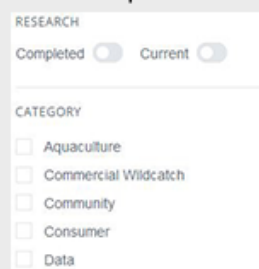 RESEARCH
Completed Current
CATEGORY
Aquaculture
Commercial Wildcatch
Community
Consumer
Data